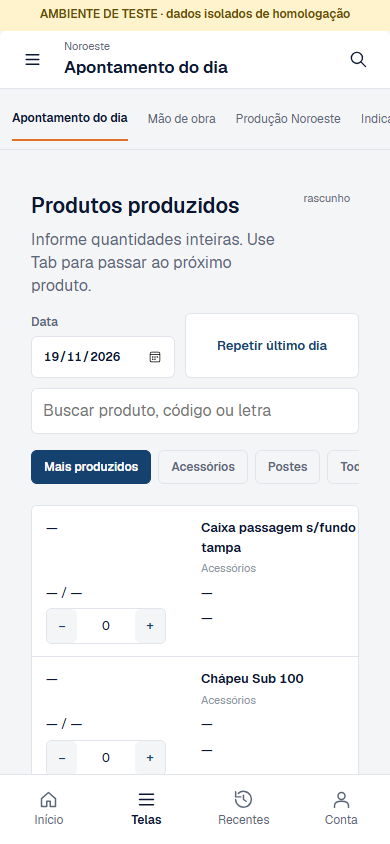 AMBIENTE DE TESTE · dados isolados de homologação
Noroeste
Apontamento do dia
Apontamento do dia Mão de obra Produção Noroeste Indica
Produtos produzidos
rascunho
Informe quantidades inteiras. Use
Tab para passar ao próximo
produto.
Data
19/11/2026
Repetir último dia
Buscar produto, código ou letra
Mais produzidos Acessórios Postes Tod
—
Caixa passagem s/fundo
tampa
Acessórios
— / —
—
—
− 0 +
—
Chápeu Sub 100
Acessórios
— / —
—
—
− 0 +
Início Telas Recentes Conta